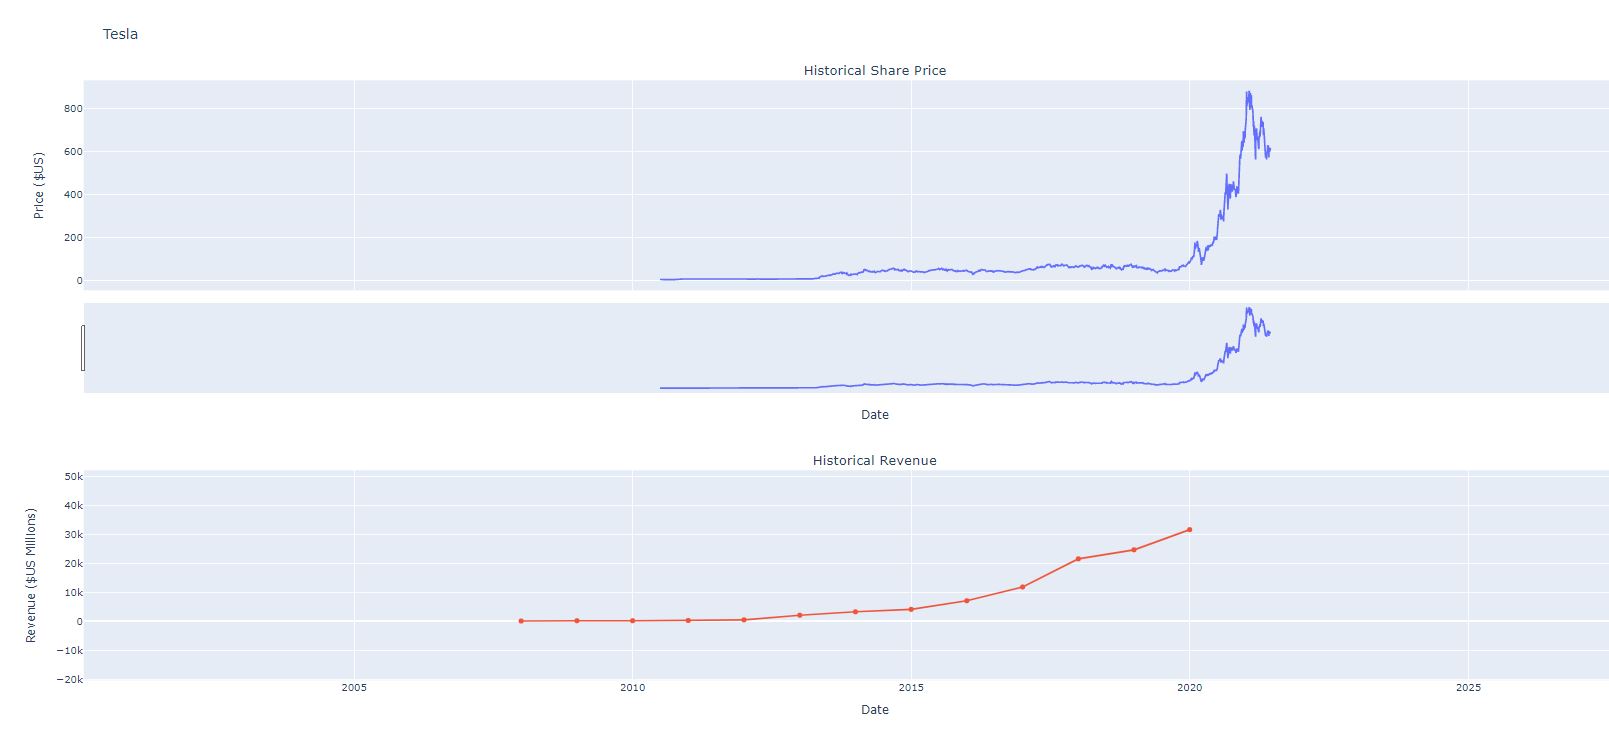 Tesla
Historical Share Price
800
600
400
200
0
Price ($US)
Date
Historical Revenue
50k
40k
30k
20k
10k
0
−10k
−20k
Revenue ($US Millions)
2005 2010 2015 2020 2025
Date